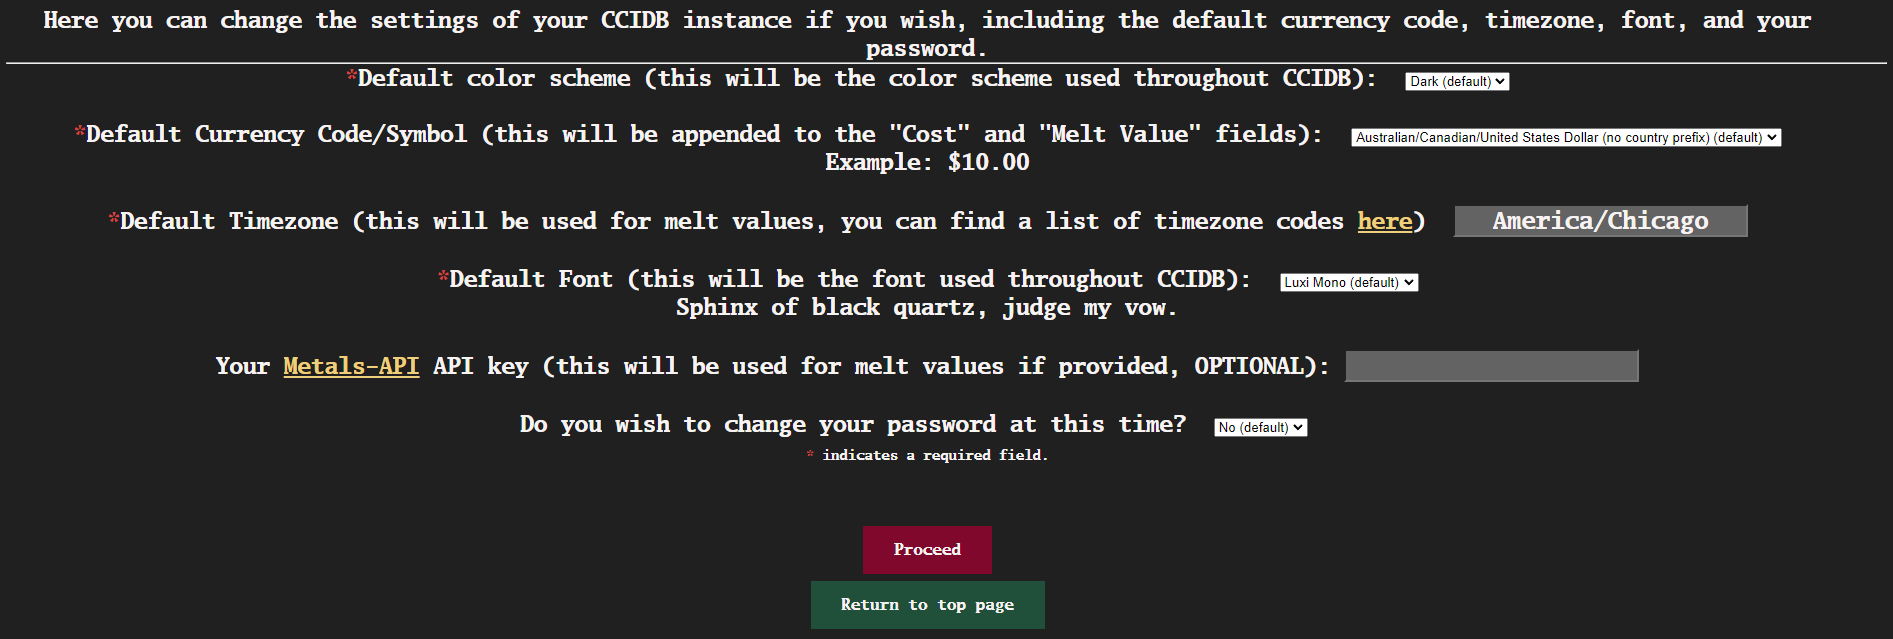 Here you can change the settings of your CCIDB instance if you wish, including the default currency code, timezone, font, and your
password.
*Default color scheme (this will be the color scheme used throughout CCIDB): Dark (default)
*Default Currency Code/Symbol (this will be appended to the "Cost" and "Melt Value" fields): Australian/Canadian/United States Dollar (no country prefix) (default)
Example: $10.00
*Default Timezone (this will be used for melt values, you can find a list of timezone codes here) America/Chicago
*Default Font (this will be the font used throughout CCIDB): Luxi Mono (default)
Sphinx of black quartz, judge my vow.
Your Metals-API API key (this will be used for melt values if provided, OPTIONAL):
Do you wish to change your password at this time? No (default)
* indicates a required field.
Proceed
Return to top page